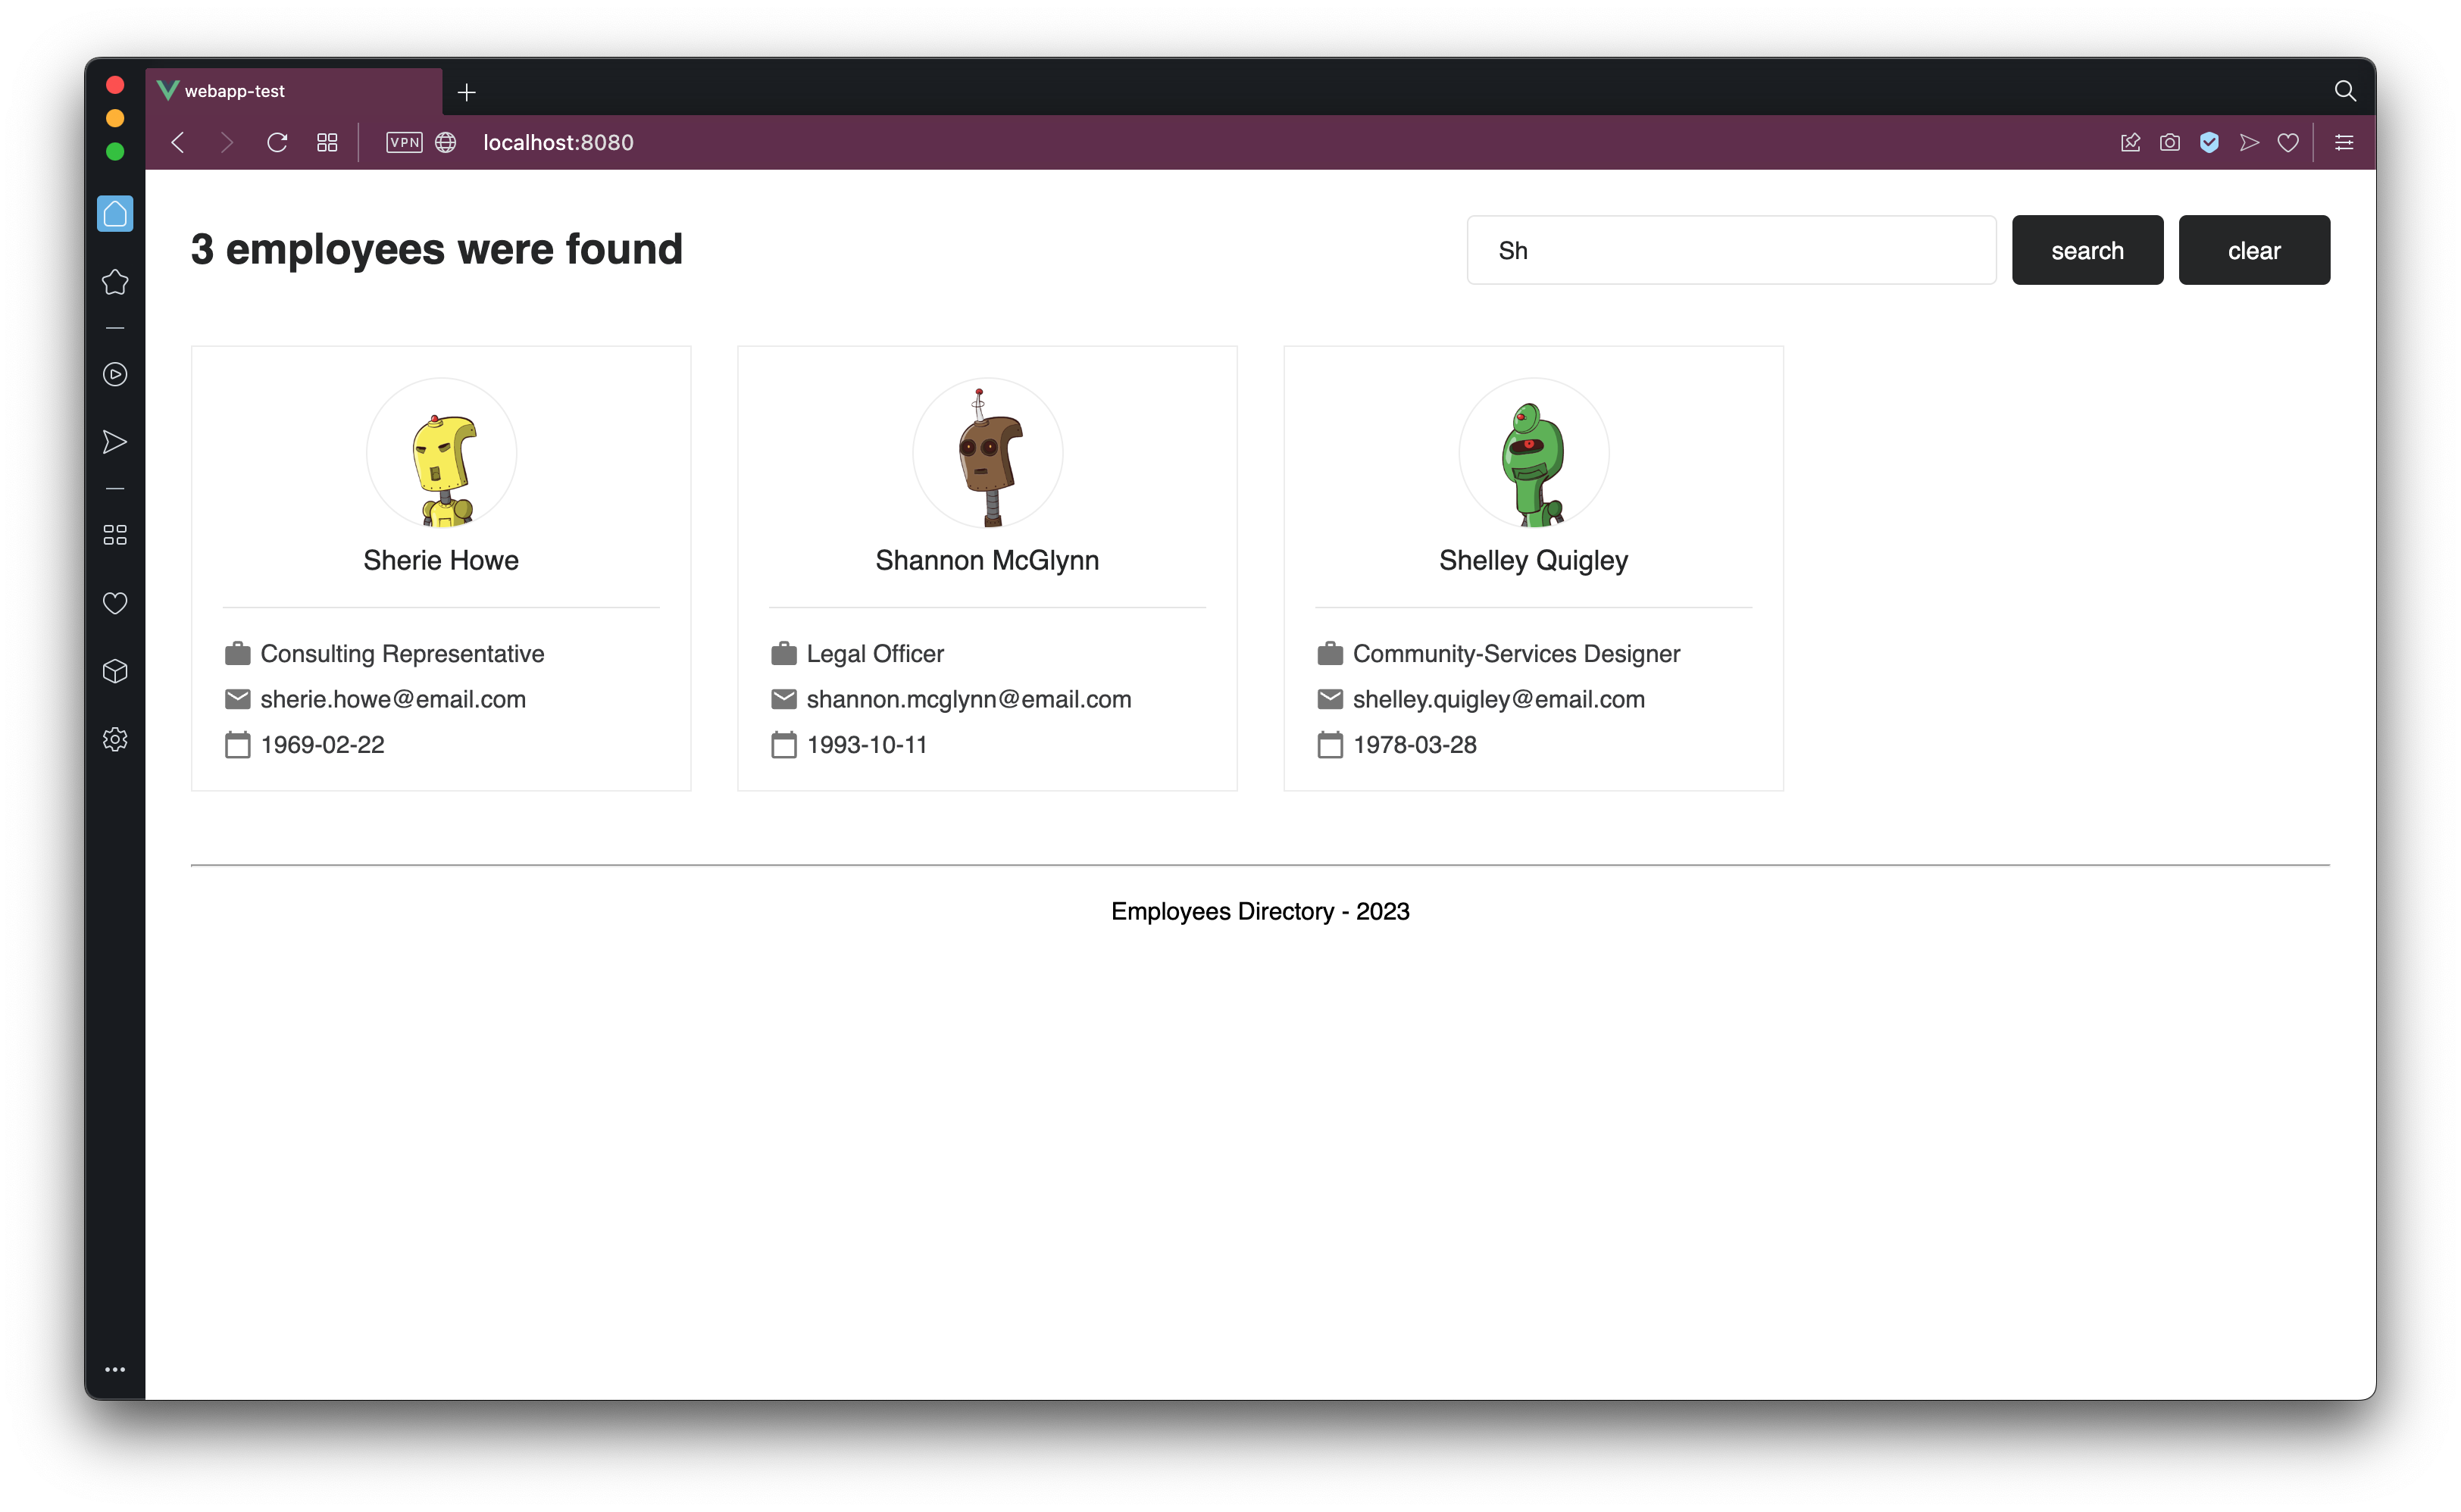 webapp-test
VPN
localhost:8080
3 employees were found
Sh
search
clear
Sherie Howe
Consulting Representative
sherie.howe@email.com
1969-02-22
Shannon McGlynn
Legal Officer
shannon.mcglynn@email.com
1993-10-11
Shelley Quigley
Community-Services Designer
shelley.quigley@email.com
1978-03-28
Employees Directory - 2023